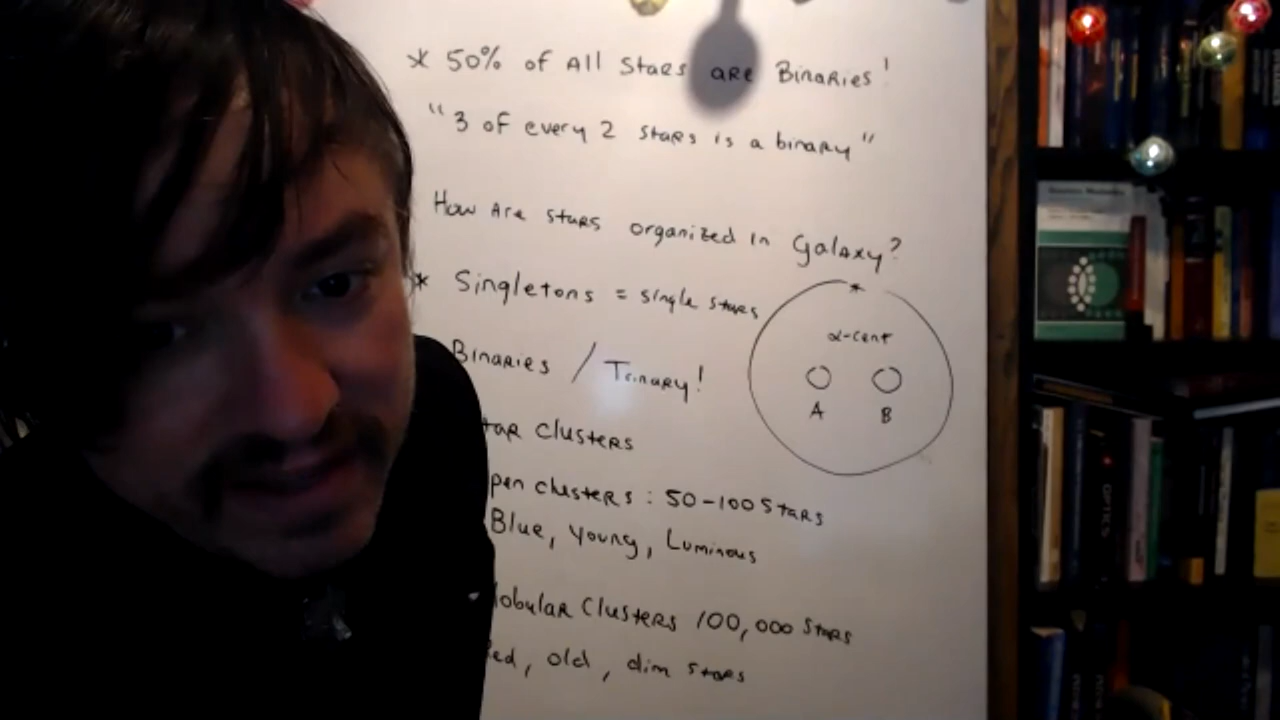 * 50% of All Stars are Binaries!
"3 of every 2 stars is a binary"
How Are stars organized in Galaxy?
* Singletons = single stars
Binaries / Trinary!
*
α-cent
A B
tar Clusters
pen clusters : 50-100 Stars
Blue, Young, Luminous
lobular Clusters 100,000 Stars
ed, old, dim stars
OPTICS